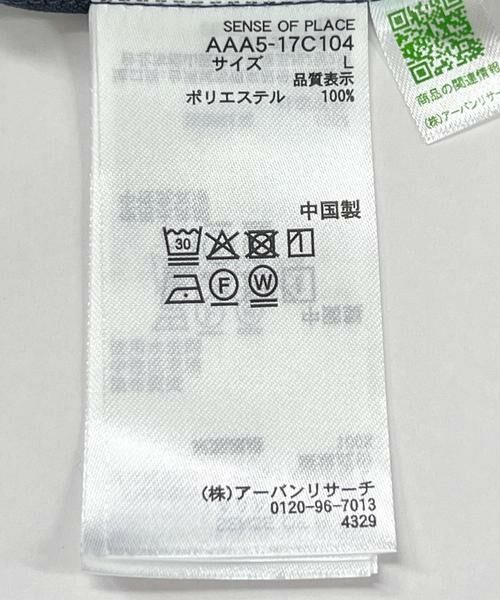 SENSE OF PLACE
AAA5-17C104
サイズ L
品質表示
ポリエステル 100%
中国製
30
F W
(株)アーバンリサーチ
0120-96-7013
4329
商品の関連情報
(株)アーバンリサー